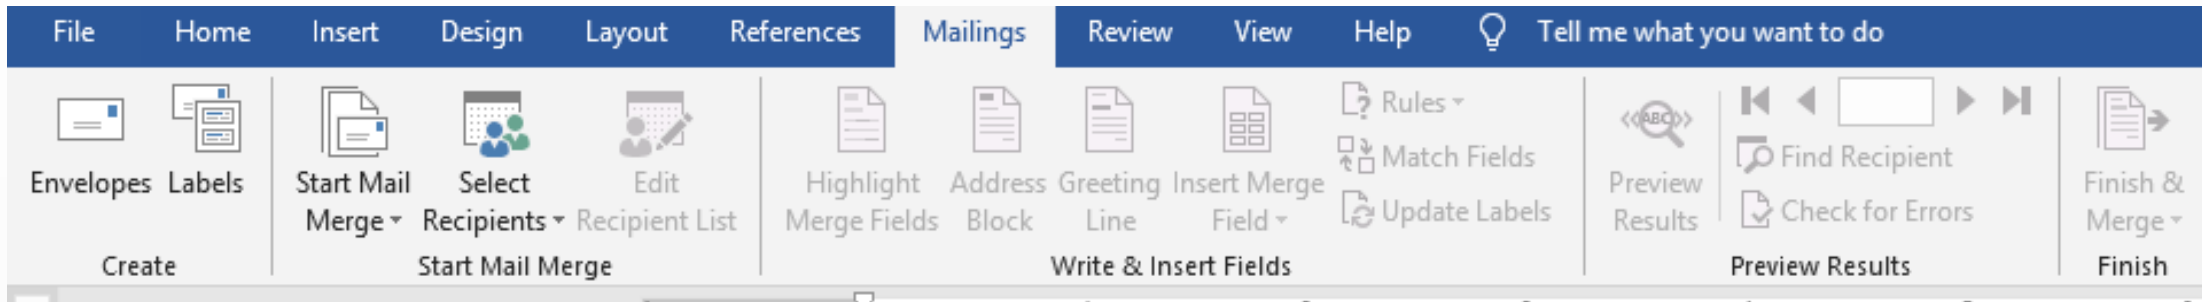 File Home Insert Design Layout References Mailings Review View Help Tell me what you want to do
Envelopes
Labels
Start Mail
Merge
Select
Recipients
Edit
Recipient List
Highlight
Merge Fields
Address
Block
Greeting
Line
Insert Merge
Field
Rules
Match Fields
Update Labels
«ABC»
Preview
Results
Find Recipient
Check for Errors
Finish &
Merge
Create
Start Mail Merge
Write & Insert Fields
Preview Results
Finish